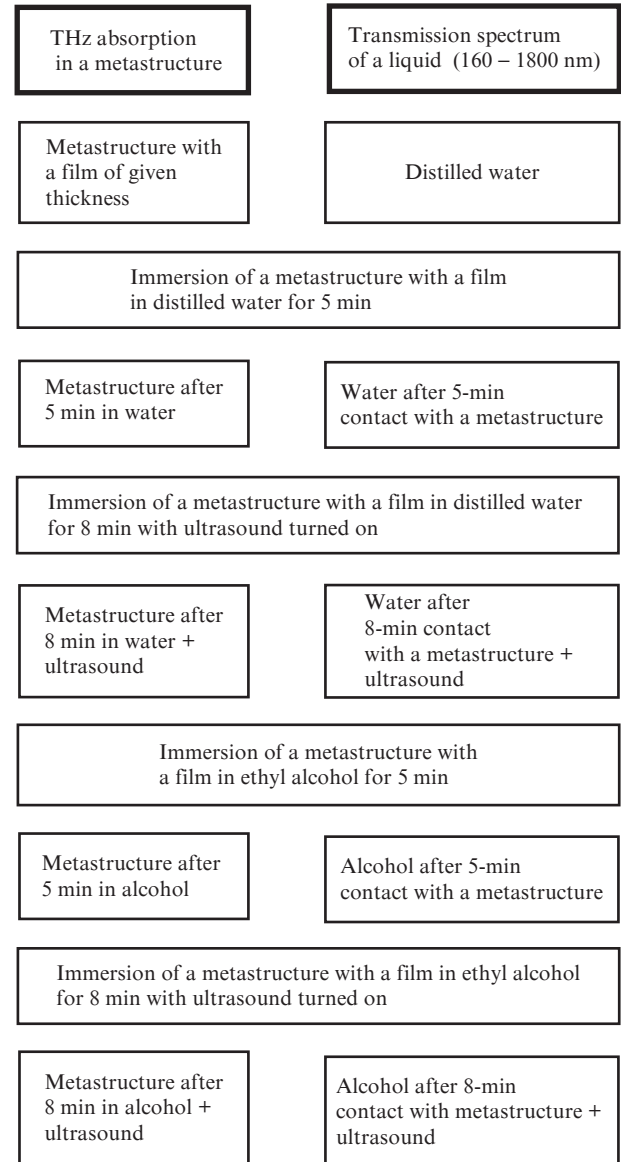 THz absorption
in a metastructure
Transmission spectrum
of a liquid (160 – 1800 nm)
Metastructure with
a film of given
thickness
Distilled water
Immersion of a metastructure with a film
in distilled water for 5 min
Metastructure after
5 min in water
Water after 5-min
contact with a metastructure
Immersion of a metastructure with a film in distilled water
for 8 min with ultrasound turned on
Metastructure after
8 min in water +
ultrasound
Water after
8-min contact
with a metastructure +
ultrasound
Immersion of a metastructure with
a film in ethyl alcohol for 5 min
Metastructure after
5 min in alcohol
Alcohol after 5-min
contact with a metastructure
Immersion of a metastructure with a film in ethyl alcohol
for 8 min with ultrasound turned on
Metastructure after
8 min in alcohol +
ultrasound
Alcohol after 8-min
contact with metastructure +
ultrasound